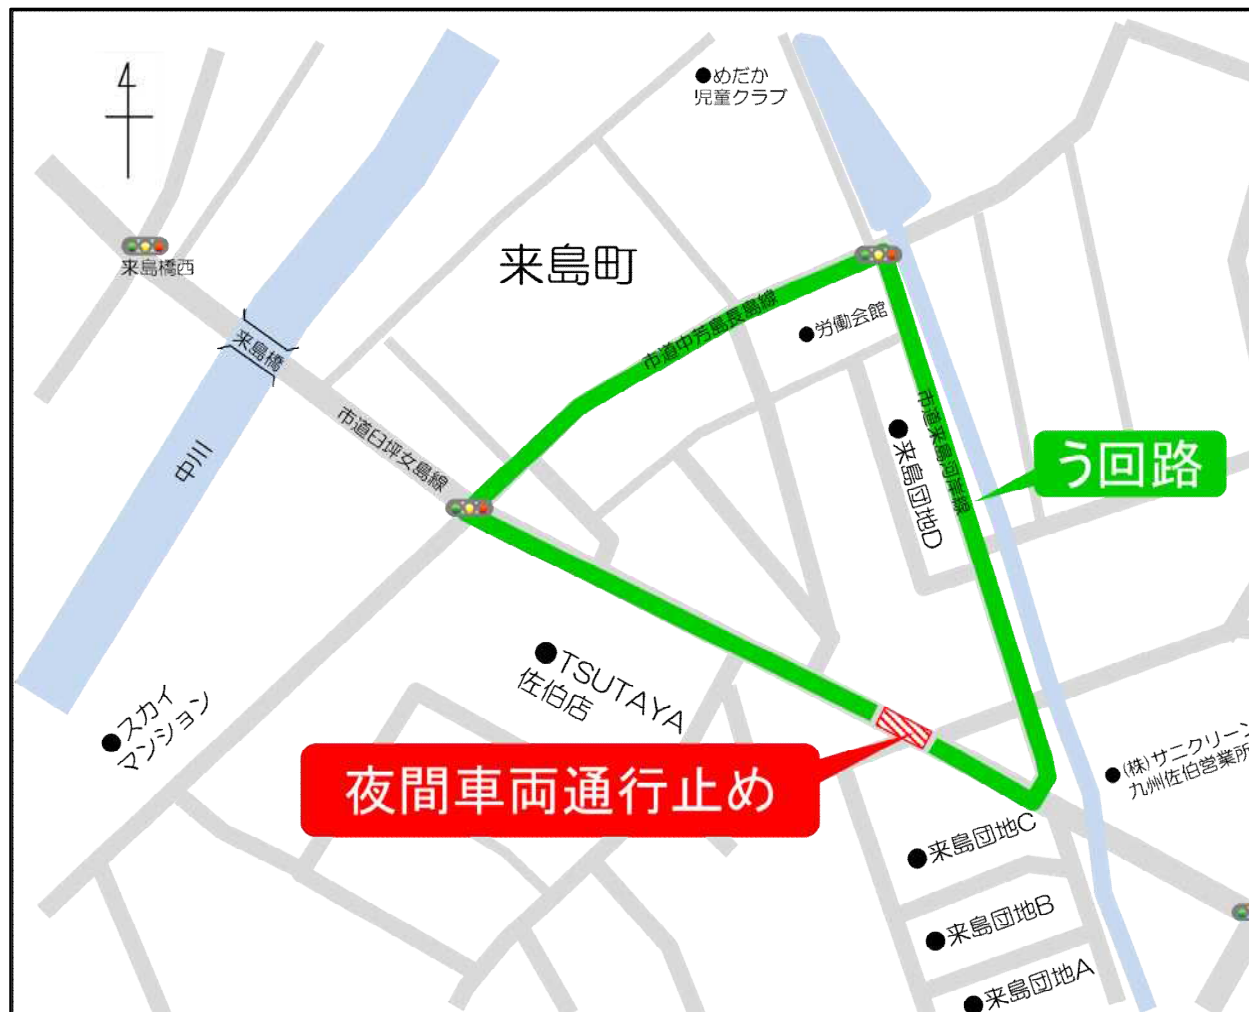 めだか
児童クラブ
来島橋西
来島町
労働会館
市道中芳島長島線
来島橋
市道臼坪女島線
中川
来島団地D
市道来島河岸線
う回路
TSUTAYA
佐伯店
スカイ
マンション
夜間車両通行止め
(株)サニクリーン
九州佐伯営業所
来島団地C
来島団地B
来島団地A